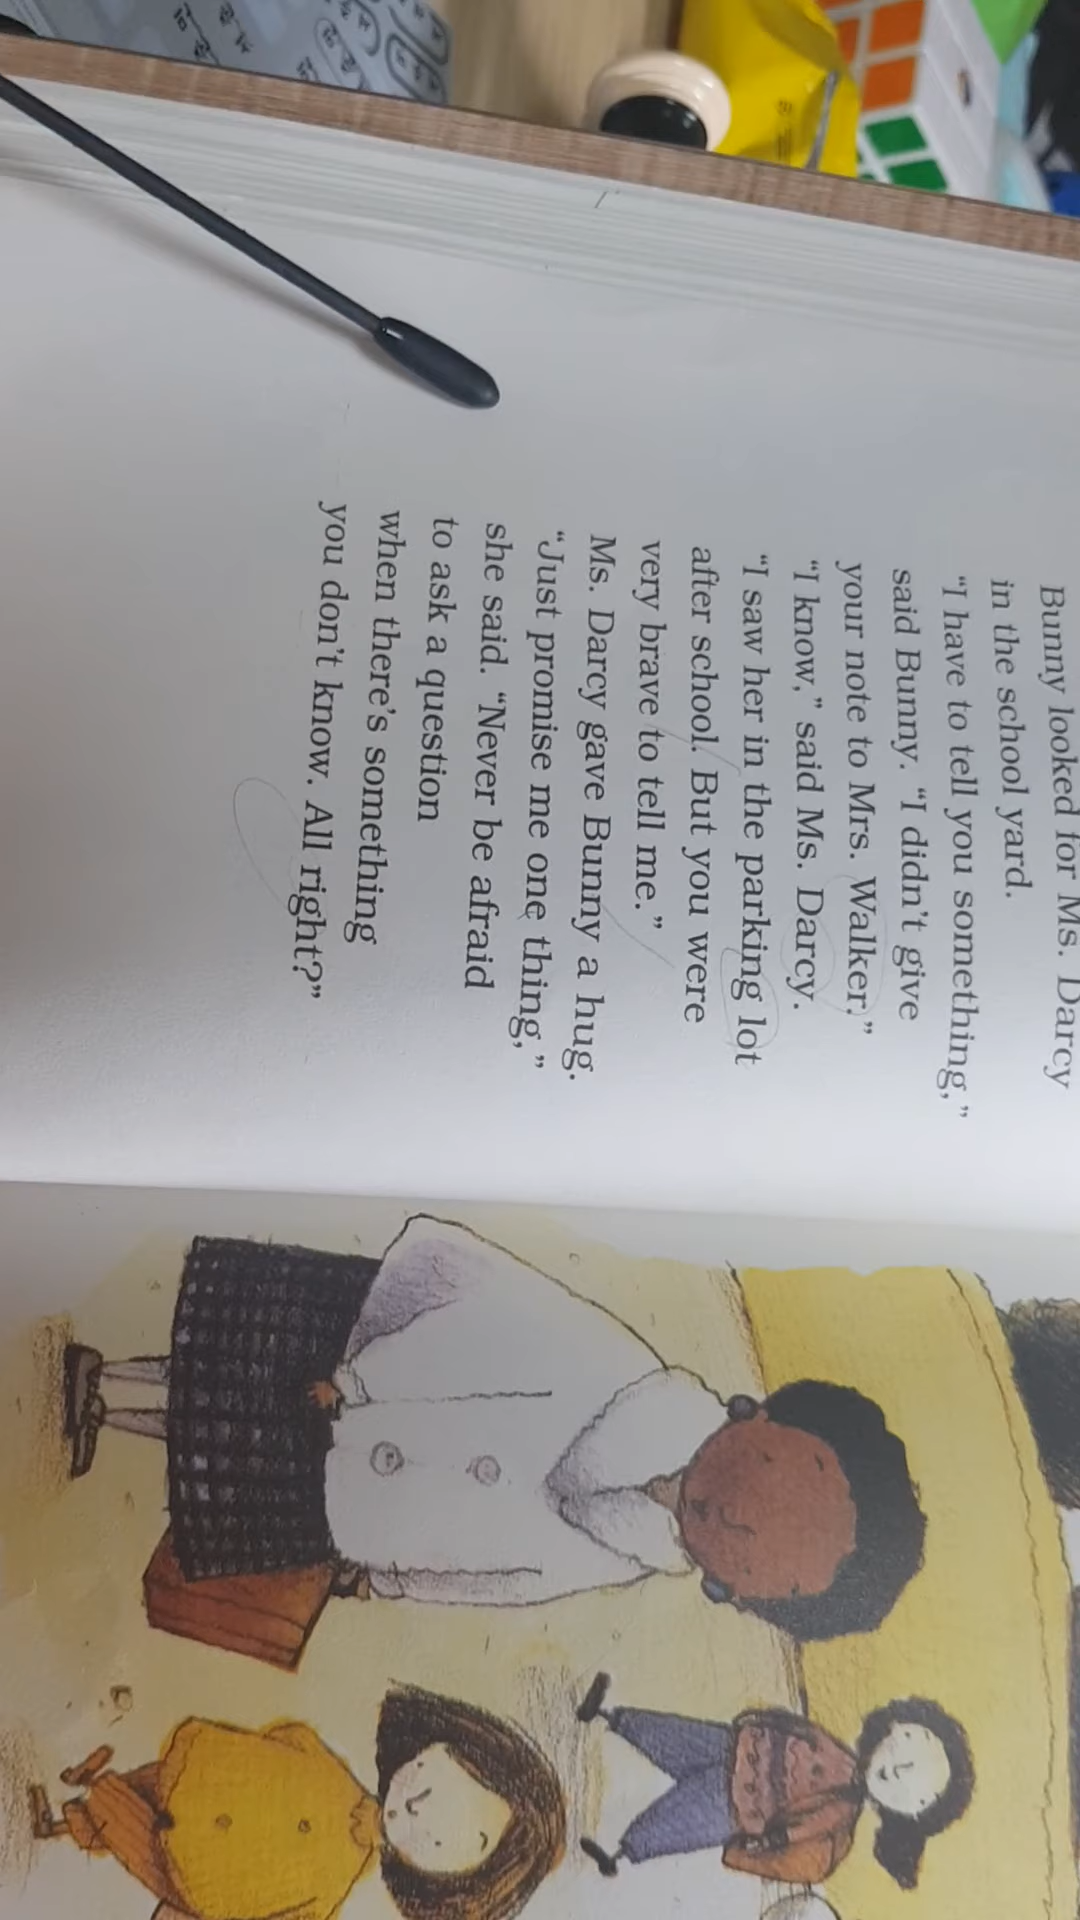 Bunny looked for Ms. Darcy
in the school yard.
“I have to tell you something,”
said Bunny. “I didn’t give
your note to Mrs. Walker.”
“I know,” said Ms. Darcy.
“I saw her in the parking lot
after school. But you were
very brave to tell me.”
Ms. Darcy gave Bunny a hug.
“Just promise me one thing,”
she said. “Never be afraid
to ask a question
when there’s something
you don’t know. All right?”